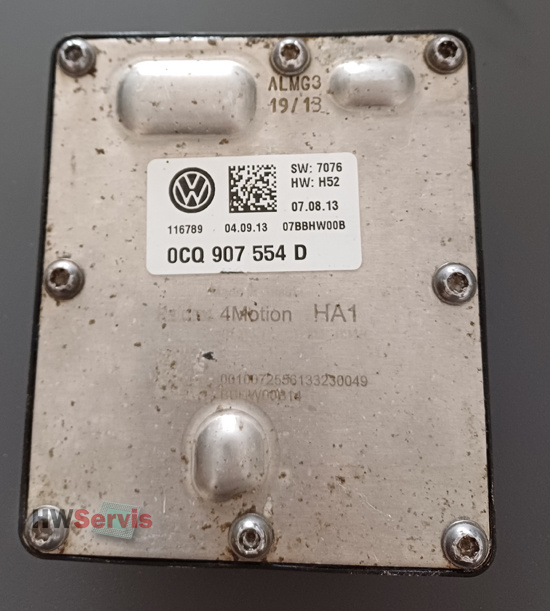 ALMG3
19/13
SW: 7076
HW: H52
07.08.13
116789 04.09.13 07BBHW00B
0CQ 907 554 D
4Motion HA1
HWServis